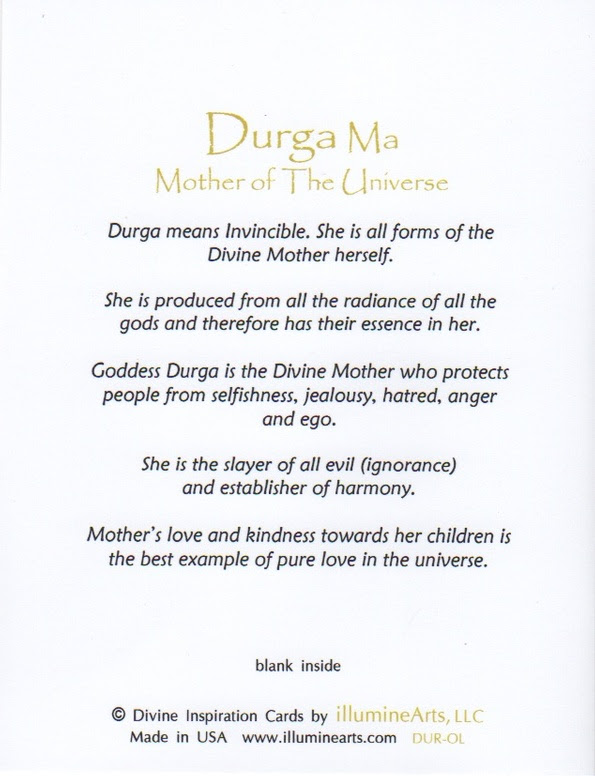 Durga Ma
Mother of The Universe
Durga means Invincible. She is all forms of the
Divine Mother herself.
She is produced from all the radiance of all the
gods and therefore has their essence in her.
Goddess Durga is the Divine Mother who protects
people from selfishness, jealousy, hatred, anger
and ego.
She is the slayer of all evil (ignorance)
and establisher of harmony.
Mother's love and kindness towards her children is
the best example of pure love in the universe.
blank inside
© Divine Inspiration Cards by illumineArts, LLC
Made in USA www.illuminearts.com DUR-OL